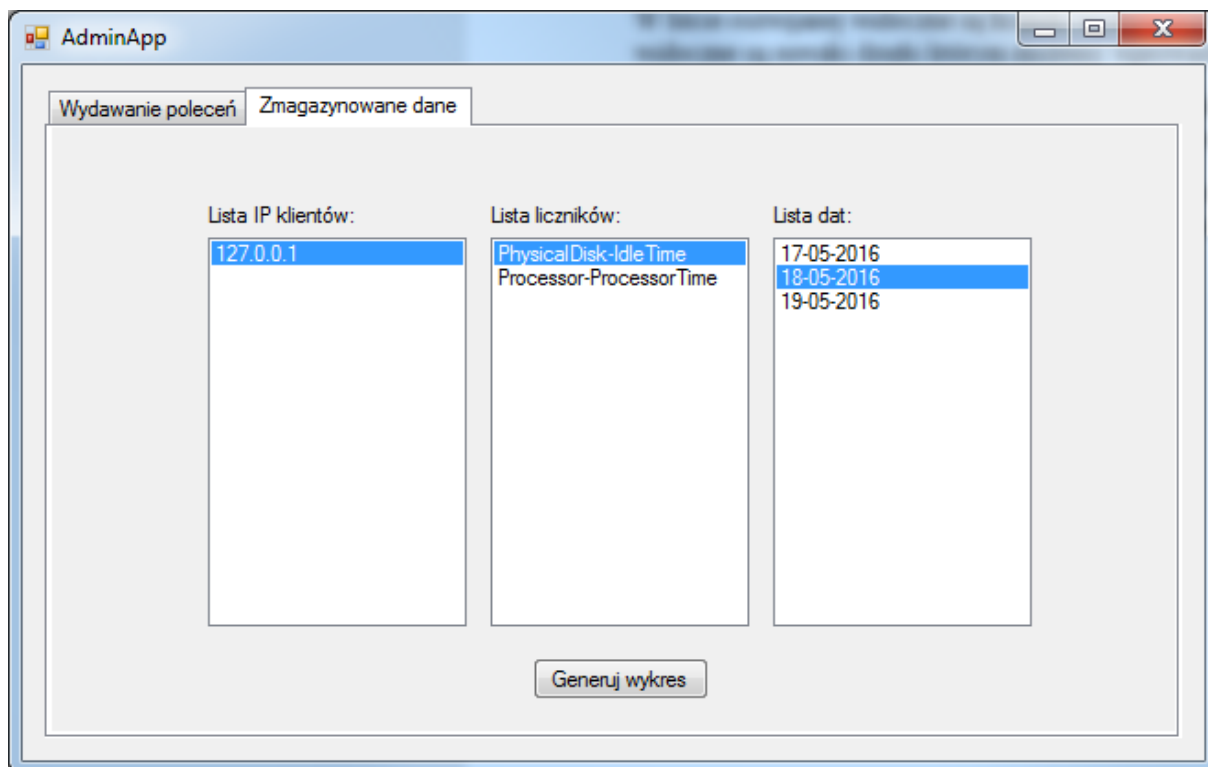 AdminApp
Wydawanie poleceń
Zmagazynowane dane
Lista IP klientów:
127.0.0.1
Lista liczników:
PhysicalDisk-IdleTime
Processor-ProcessorTime
Lista dat:
17-05-2016
18-05-2016
19-05-2016
Generuj wykres